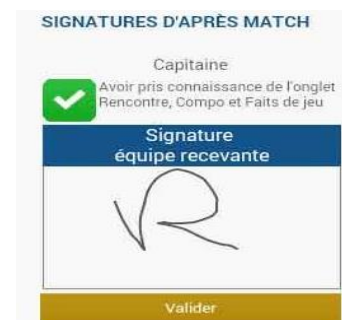 SIGNATURES D'APRÈS MATCH
Capitaine
Avoir pris connaissance de l'onglet
Rencontre, Compo et Faits de jeu
Signature
équipe recevante
Valider